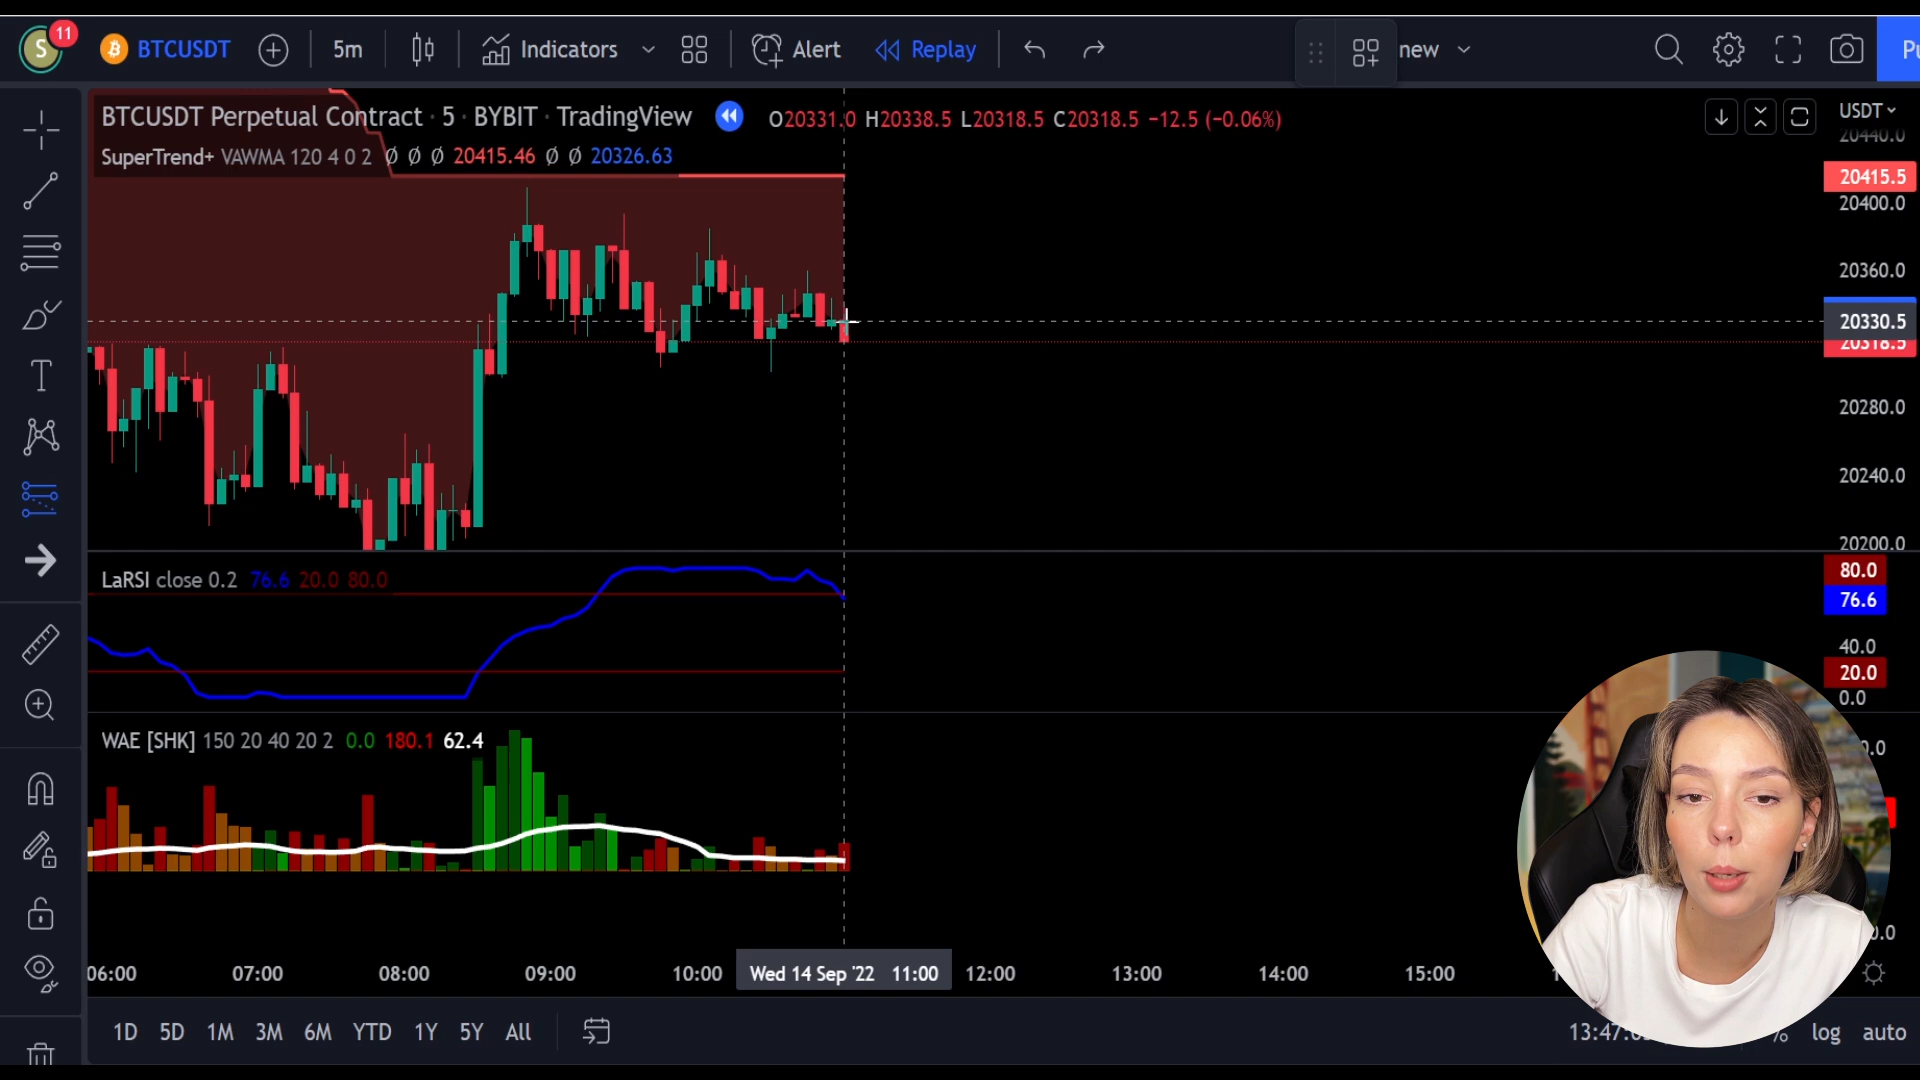 S 11 BTCUSDT 5m Indicators Alert Replay new Pu
BTCUSDT Perpetual Contract · 5 · BYBIT · TradingView O20331.0 H20338.5 L20318.5 C20318.5 −12.5 (−0.06%)
SuperTrend+ VAWMA 120 4 0 2 Ø Ø Ø 20415.46 Ø Ø 20326.63
USDT
20440.0
20415.5
20400.0
20360.0
20330.5
20318.5
20280.0
20240.0
20200.0
LaRSI close 0.2 76.6 20.0 80.0
80.0
76.6
40.0
20.0
0.0
WAE [SHK] 150 20 40 20 2 0.0 180.1 62.4
06:00 07:00 08:00 09:00 10:00 Wed 14 Sep '22 11:00 12:00 13:00 14:00 15:00
1D 5D 1M 3M 6M YTD 1Y 5Y All
13:47: % log auto